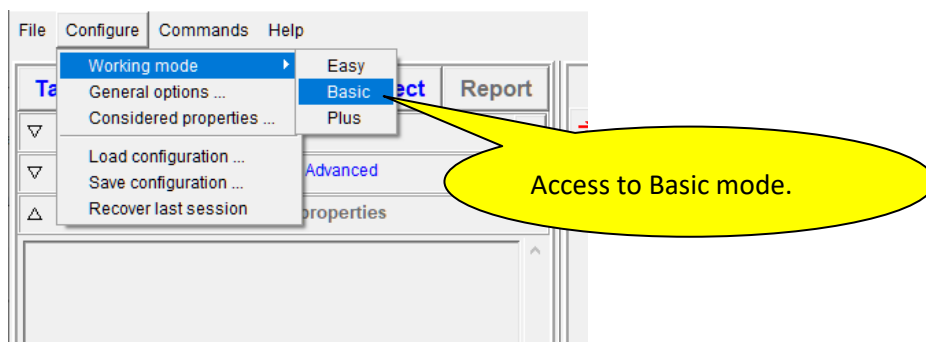 File Configure Commands Help
Working mode Easy
General options ... Basic Report
Considered properties ... Plus
Load configuration ...
Advanced
Save configuration ...
Recover last session properties
Access to Basic mode.